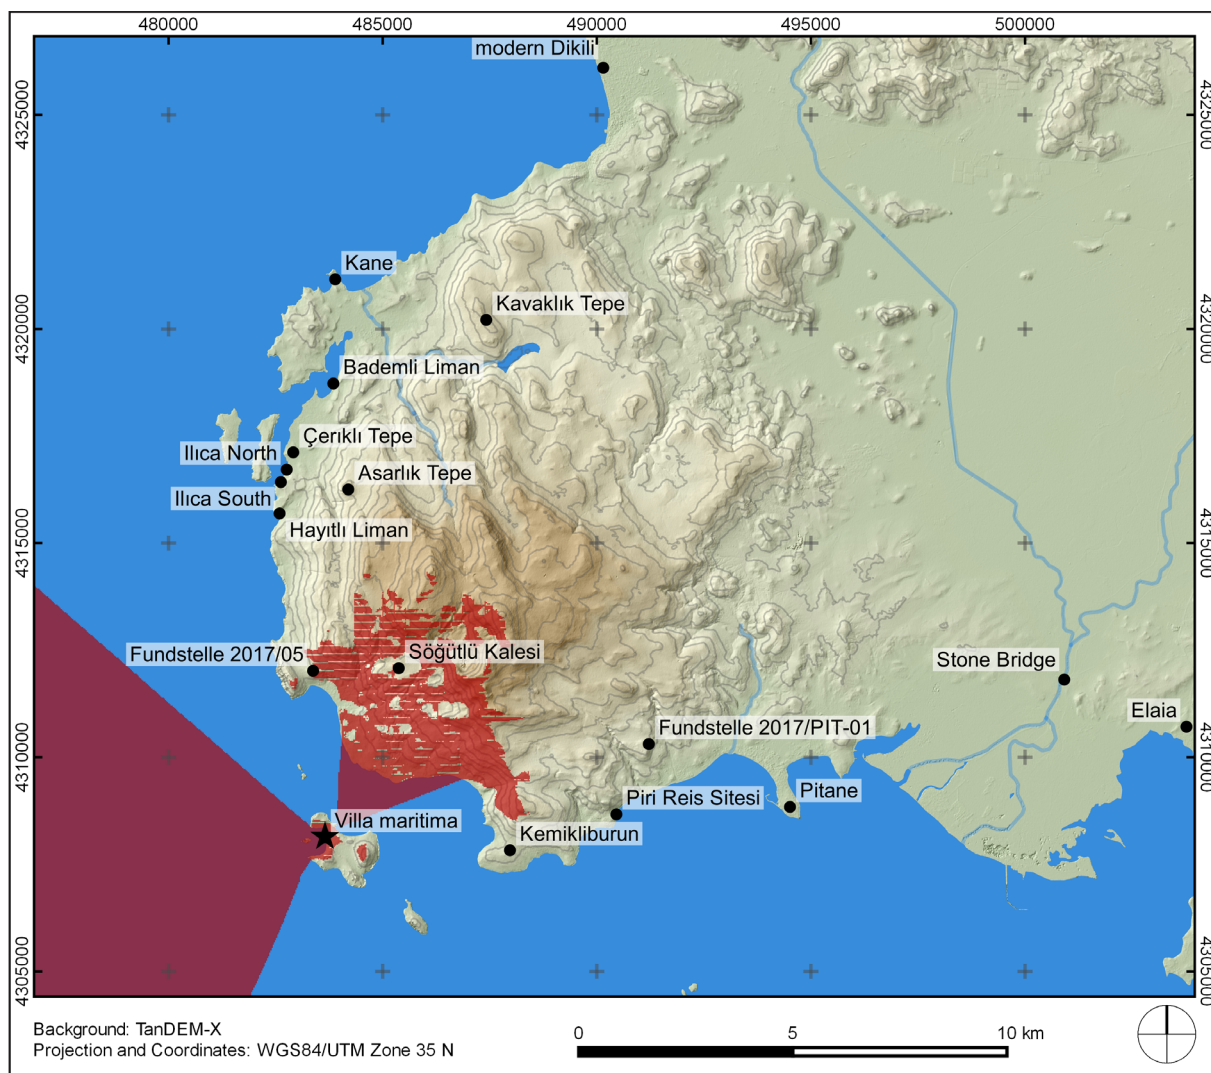 480000
485000
490000
495000
500000
modern Dikili
4325000
4325000
Kane
Kavaklık Tepe
4320000
4320000
Bademli Liman
Çerıklı Tepe
Ilıca North
Asarlık Tepe
Ilıca South
Hayıtlı Liman
4315000
4315000
Fundstelle 2017/05
Söğütlü Kalesi
Stone Bridge
Elaia
Fundstelle 2017/PIT-01
4310000
4310000
Piri Reis Sitesi
Pitane
Villa maritima
Kemikliburun
4305000
4305000
Background: TanDEM-X
Projection and Coordinates: WGS84/UTM Zone 35 N
0
5
10 km